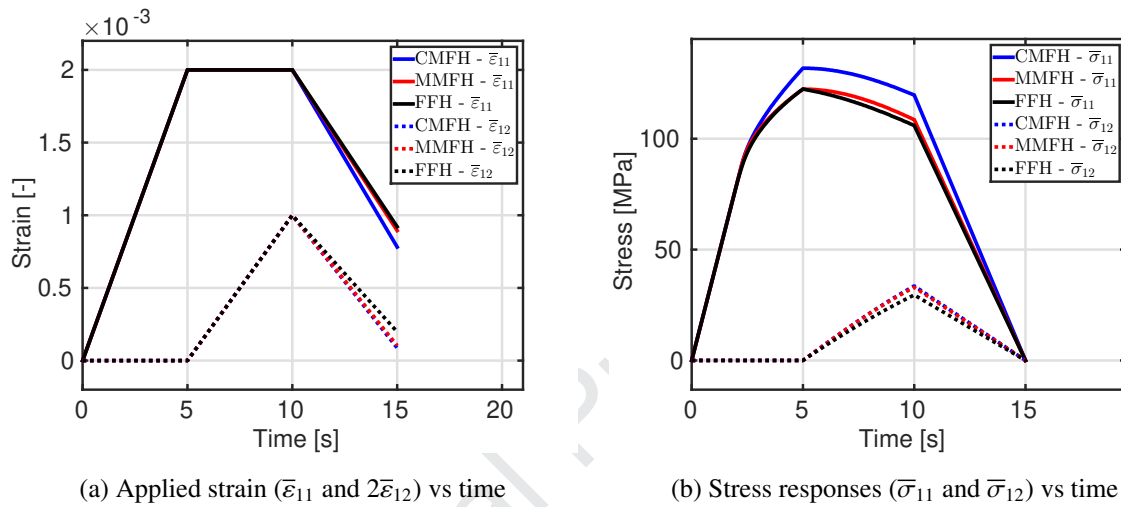 ×10⁻³
2
1.5
1
0.5
0
Strain [-]
0 5 10 15 20
Time [s]
CMFH - ε̅₁₁
MMFH - ε̅₁₁
FFH - ε̅₁₁
CMFH - ε̅₁₂
MMFH - ε̅₁₂
FFH - ε̅₁₂
(a) Applied strain (ε̅₁₁ and 2ε̅₁₂) vs time
100
50
0
Stress [MPa]
0 5 10 15
Time [s]
CMFH - σ̅₁₁
MMFH - σ̅₁₁
FFH - σ̅₁₁
CMFH - σ̅₁₂
MMFH - σ̅₁₂
FFH - σ̅₁₂
(b) Stress responses (σ̅₁₁ and σ̅₁₂) vs time